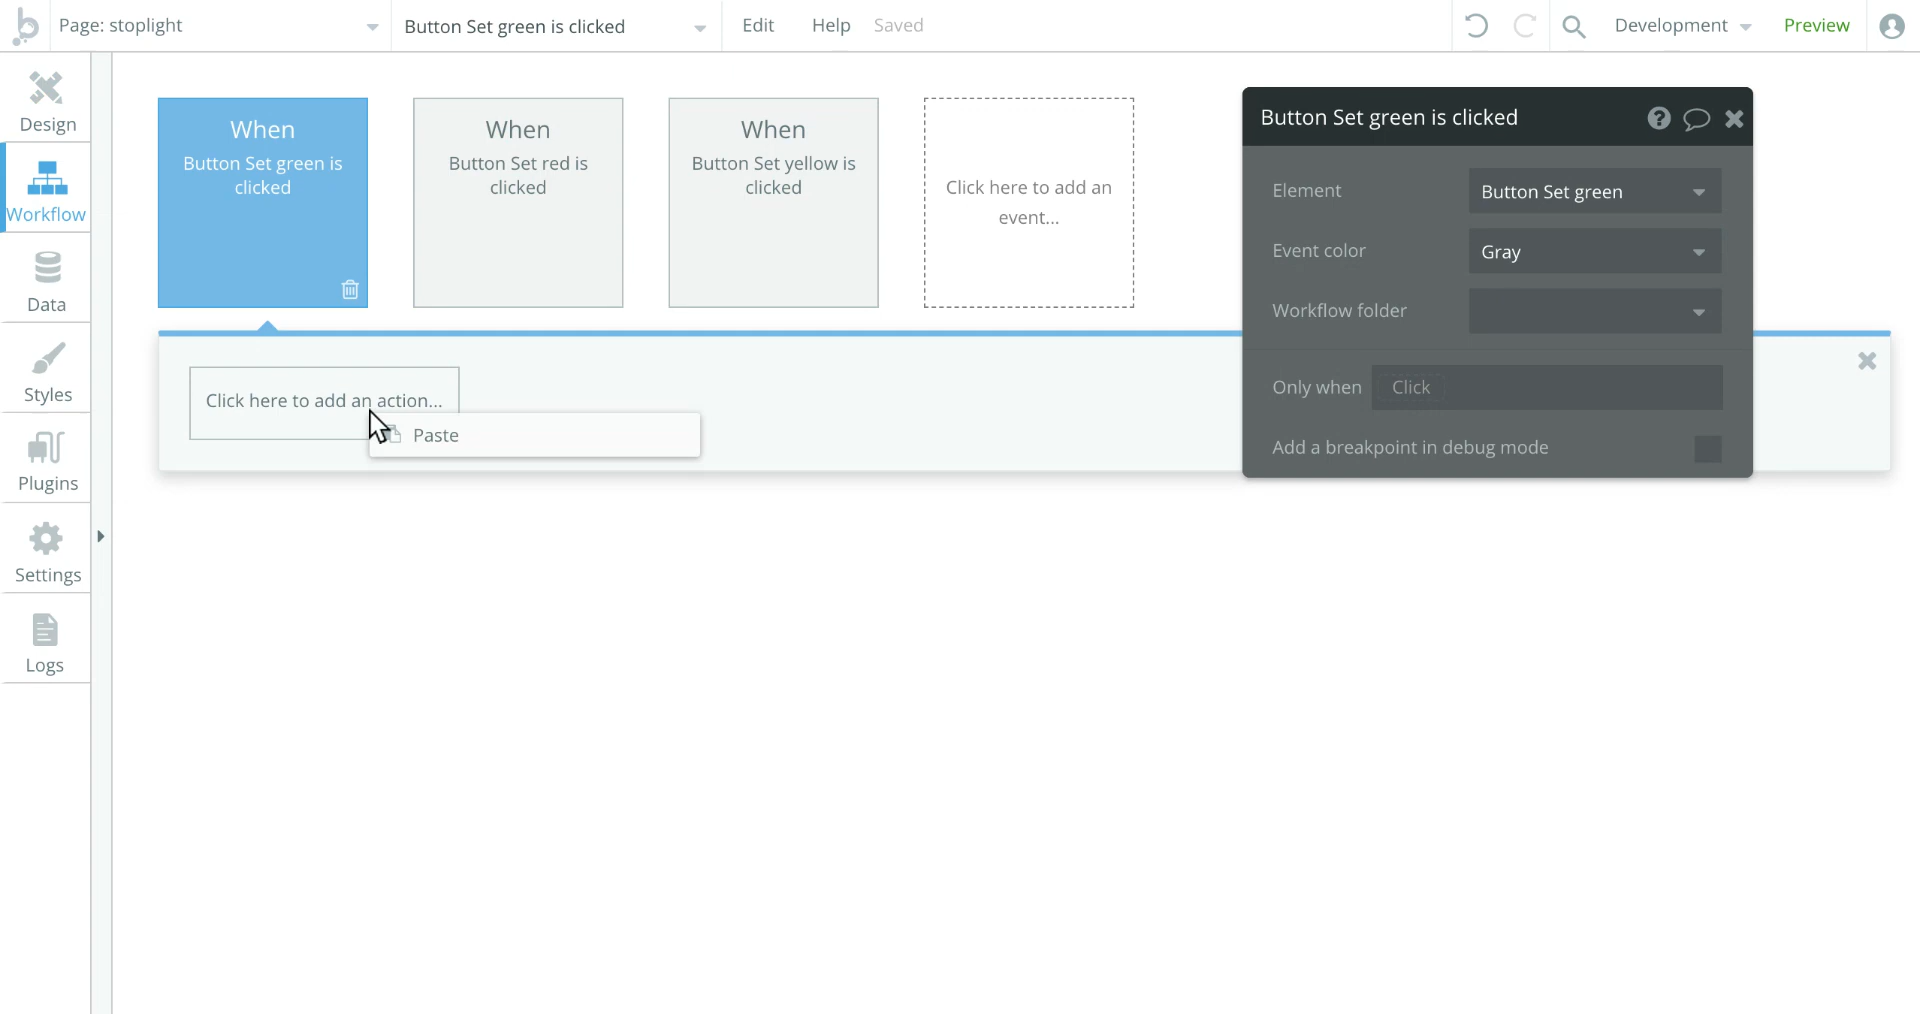 Page: stoplight
Button Set green is clicked
Edit
Help
Saved
Development
Preview
Design
Workflow
Data
Styles
Plugins
Settings
Logs
When
Button Set green is
clicked
When
Button Set red is
clicked
When
Button Set yellow is
clicked
Click here to add an
event...
Click here to add an action...
Paste
Button Set green is clicked
Element
Button Set green
Event color
Gray
Workflow folder
Only when
Click
Add a breakpoint in debug mode